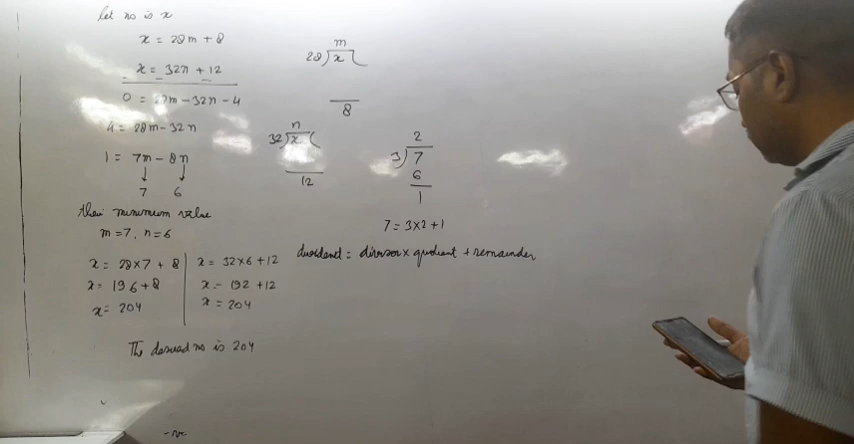 let no is x
x = 28m + 8
x = 32n + 12
0 = 28m - 32n - 4
4 = 28m - 32n
1 = 7m - 8n
↓ ↓
7 6
their minimum value
m = 7, n = 6
x = 28×7 + 8
x = 196 + 8
x = 204
x = 32×6 + 12
x = 192 + 12
x = 204
The desired no is 204
m
28) x (
8
n
32) x (
12
2
3) 7
6
1
7 = 3×2 + 1
dividend = divisor × quotient + remainder
-ve